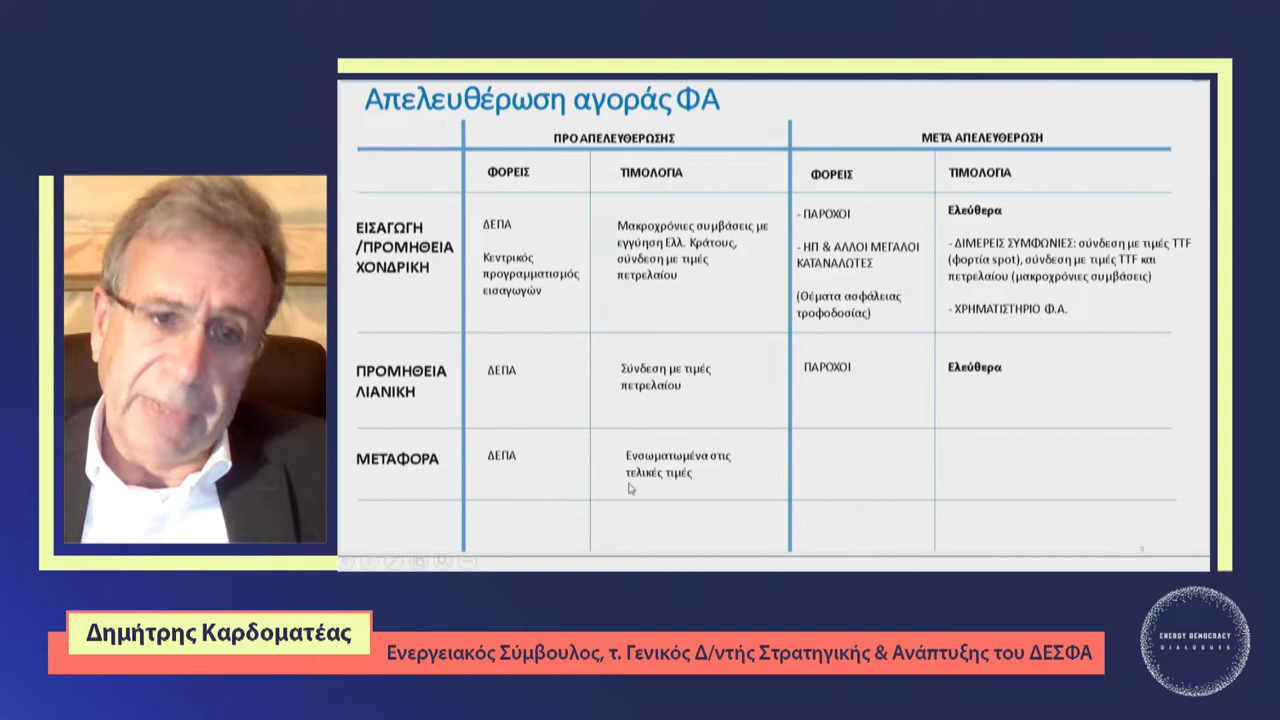 Απελευθέρωση αγοράς ΦΑ
ΠΡΟ ΑΠΕΛΕΥΘΕΡΩΣΗΣ
ΜΕΤΑ ΑΠΕΛΕΥΘΕΡΩΣΗ
ΦΟΡΕΙΣ
ΤΙΜΟΛΟΓΙΑ
ΦΟΡΕΙΣ
ΤΙΜΟΛΟΓΙΑ
ΕΙΣΑΓΩΓΗ
/ΠΡΟΜΗΘΕΙΑ
ΧΟΝΔΡΙΚΗ
ΔΕΠΑ
Κεντρικός
προγραμματισμός
εισαγωγών
Μακροχρόνιες συμβάσεις με
εγγύηση Ελλ. Κράτους,
σύνδεση με τιμές
πετρελαίου
- ΠΑΡΟΧΟΙ
- ΗΠ & ΑΛΛΟΙ ΜΕΓΑΛΟΙ
ΚΑΤΑΝΑΛΩΤΕΣ
(Θέματα ασφάλειας
τροφοδοσίας)
Ελεύθερα
- ΔΙΜΕΡΕΙΣ ΣΥΜΦΩΝΙΕΣ: σύνδεση με τιμές TTF
(φορτία spot), σύνδεση με τιμές TTF και
πετρελαίου (μακροχρόνιες συμβάσεις)
- ΧΡΗΜΑΤΙΣΤΗΡΙΟ Φ.Α.
ΠΡΟΜΗΘΕΙΑ
ΛΙΑΝΙΚΗ
ΔΕΠΑ
Σύνδεση με τιμές
πετρελαίου
ΠΑΡΟΧΟΙ
Ελεύθερα
ΜΕΤΑΦΟΡΑ
ΔΕΠΑ
Ενσωματωμένα στις
τελικές τιμές
Δημήτρης Καρδοματέας
Ενεργειακός Σύμβουλος, τ. Γενικός Δ/ντής Στρατηγικής & Ανάπτυξης του ΔΕΣΦΑ
ENERGY DEMOCRACY
DIALOGUES